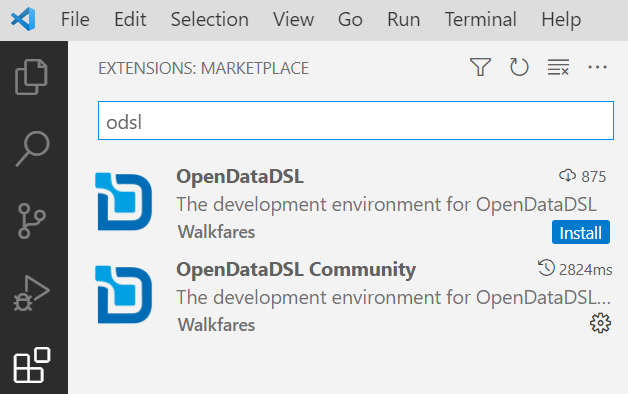 File Edit Selection View Go Run Terminal Help
EXTENSIONS: MARKETPLACE
odsl
OpenDataDSL 875
The development environment for OpenDataDSL
Walkfares Install
OpenDataDSL Community 2824ms
The development environment for OpenDataDSL...
Walkfares